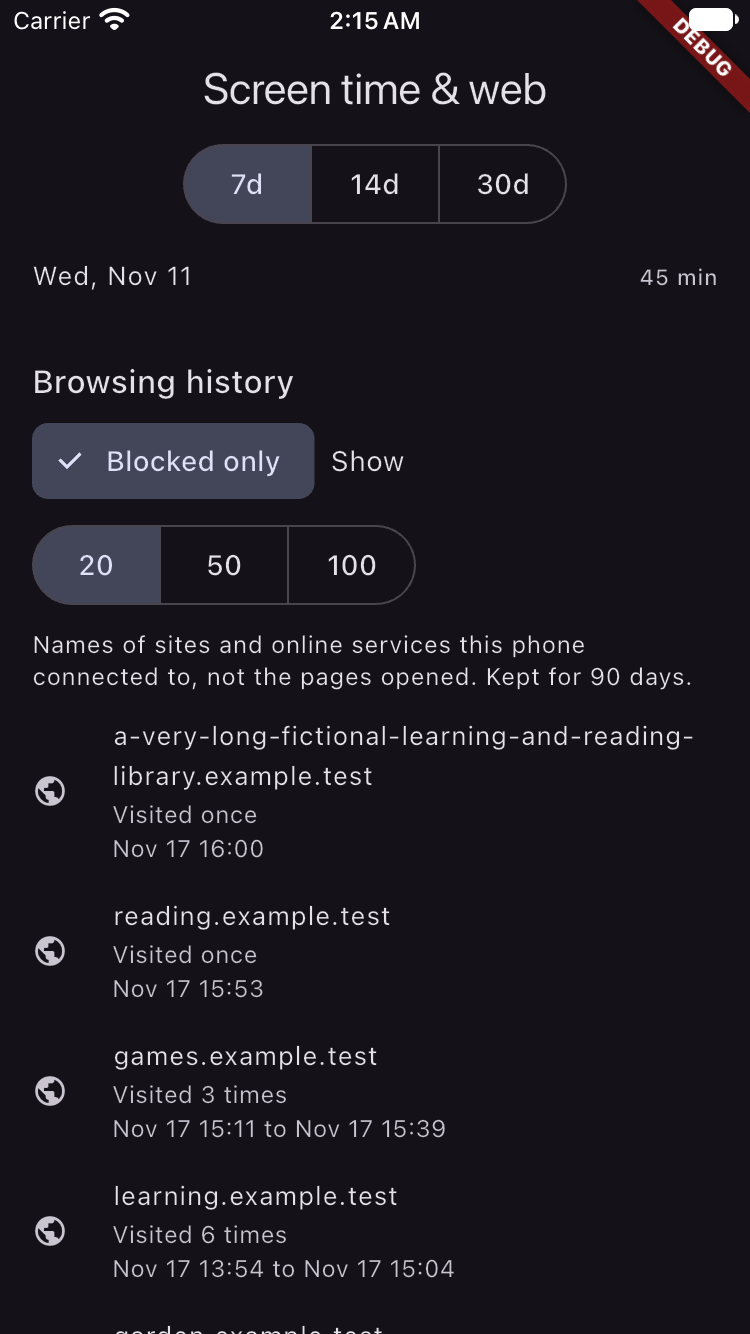 Carrier 2:15 AM
DEBUG
Screen time & web
7d 14d 30d
Wed, Nov 11 45 min
Browsing history
Blocked only Show
20 50 100
Names of sites and online services this phone
connected to, not the pages opened. Kept for 90 days.
a-very-long-fictional-learning-and-reading-
library.example.test
Visited once
Nov 17 16:00
reading.example.test
Visited once
Nov 17 15:53
games.example.test
Visited 3 times
Nov 17 15:11 to Nov 17 15:39
learning.example.test
Visited 6 times
Nov 17 13:54 to Nov 17 15:04